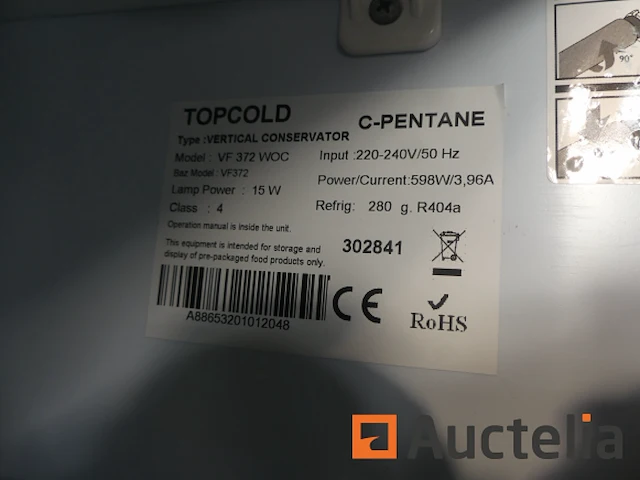 TOPCOLD
C-PENTANE
Type : VERTICAL CONSERVATOR
Model : VF 372 WOC
Input :220-240V/50 Hz
Baz Model : VF372
Power/Current:598W/3,96A
Lamp Power : 15 W
Class : 4
Refrig: 280 g. R404a
Operation manual is inside the unit.
This equipment is intended for storage and
display of pre-packaged food products only.
302841
A88653201012048
CE
RoHS
90°
Auctelia